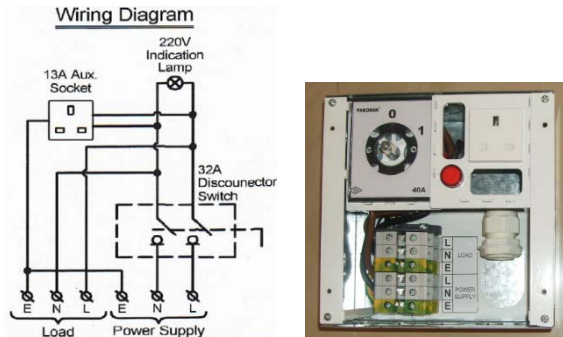 Wiring Diagram
220V
Indication
Lamp
13A Aux.
Socket
32A
Discounector
Switch
E N L E N L
Load Power Supply
0
1
40A
L
N LOAD
E
L
N POWER SUPPLY
E